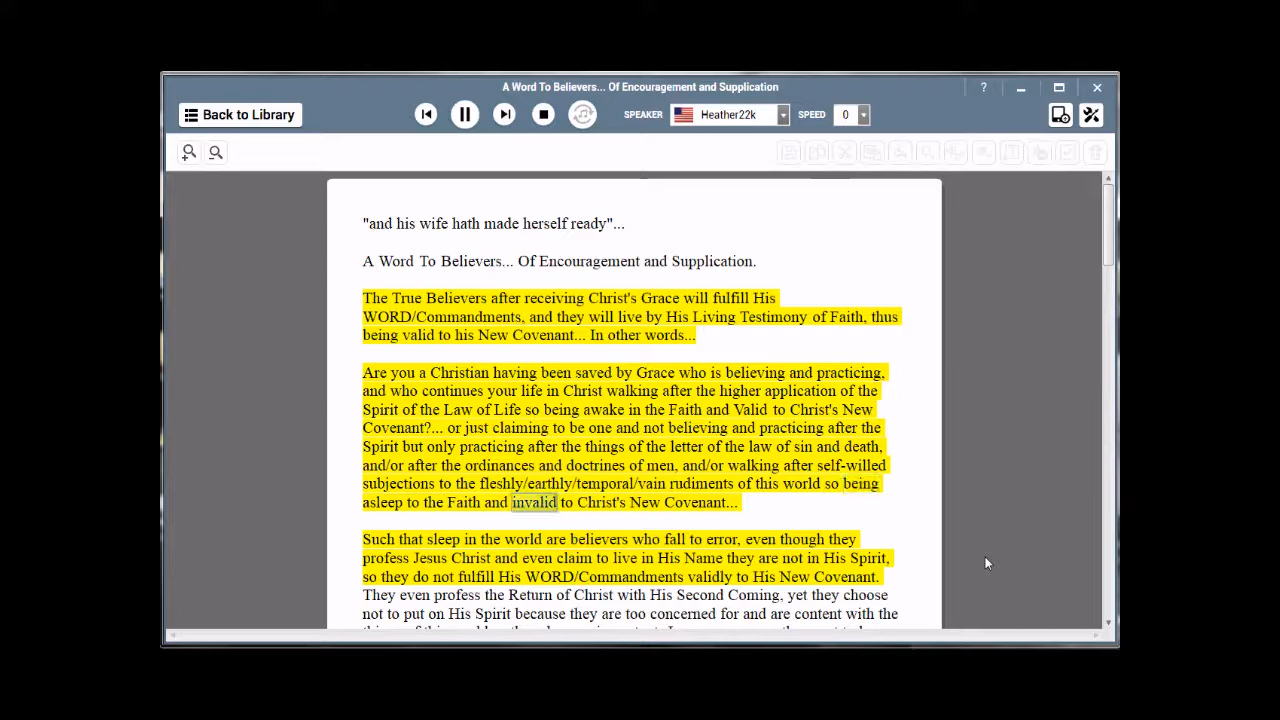 A Word To Believers... Of Encouragement and Supplication
?
Back to Library
SPEAKER
Heather22k
SPEED
0
"and his wife hath made herself ready"...
A Word To Believers... Of Encouragement and Supplication.
The True Believers after receiving Christ's Grace will fulfill His
WORD/Commandments, and they will live by His Living Testimony of Faith, thus
being valid to his New Covenant... In other words...
Are you a Christian having been saved by Grace who is believing and practicing,
and who continues your life in Christ walking after the higher application of the
Spirit of the Law of Life so being awake in the Faith and Valid to Christ's New
Covenant?... or just claiming to be one and not believing and practicing after the
Spirit but only practicing after the things of the letter of the law of sin and death,
and/or after the ordinances and doctrines of men, and/or walking after self-willed
subjections to the fleshly/earthly/temporal/vain rudiments of this world so being
asleep to the Faith and invalid to Christ's New Covenant...
Such that sleep in the world are believers who fall to error, even though they
profess Jesus Christ and even claim to live in His Name they are not in His Spirit,
so they do not fulfill His WORD/Commandments validly to His New Covenant.
They even profess the Return of Christ with His Second Coming, yet they choose
not to put on His Spirit because they are too concerned for and are content with the